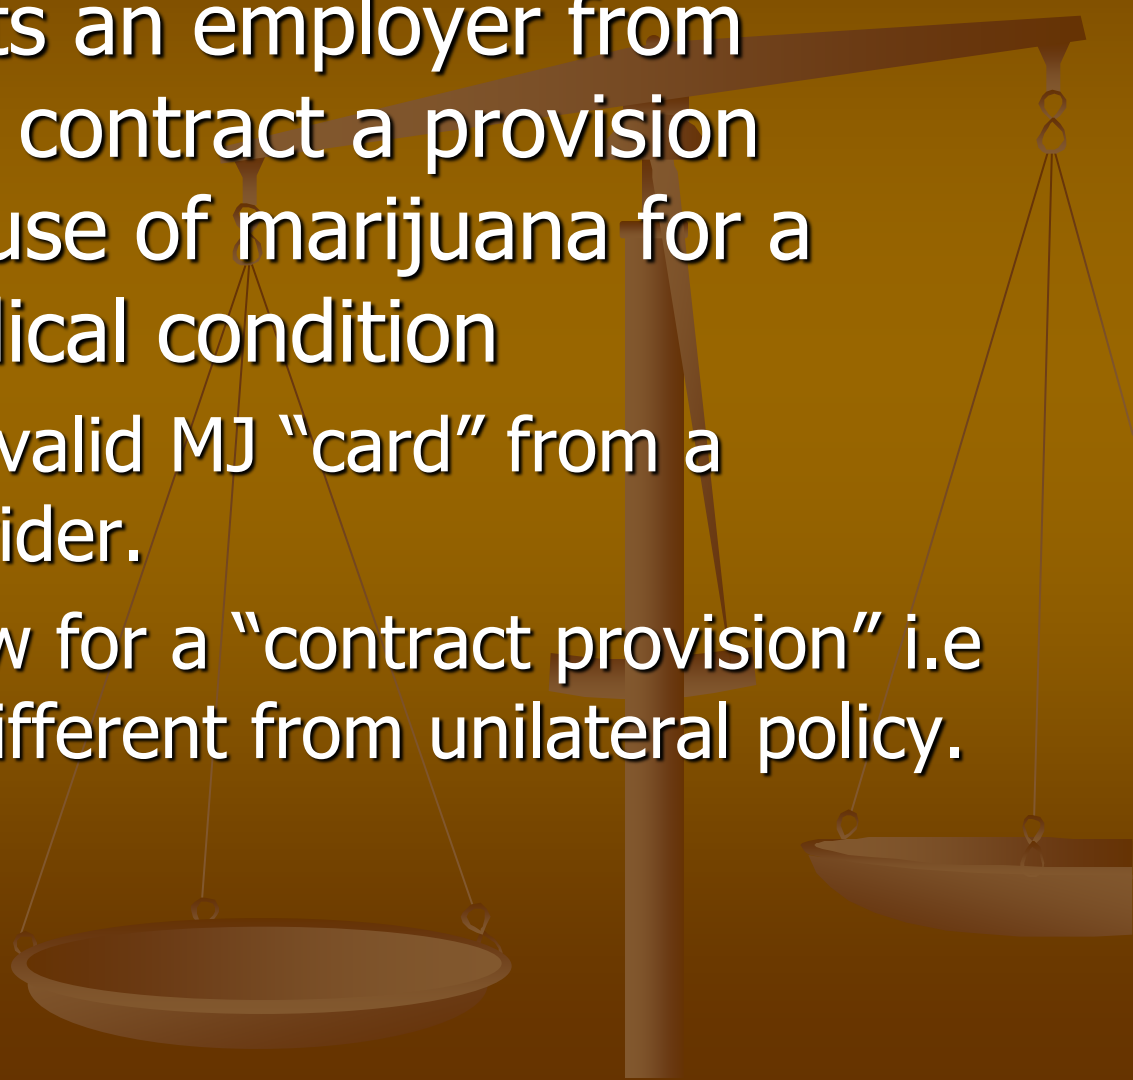 ts an employer from
contract a provision
use of marijuana for a
lical condition
valid MJ “card” from a
ider.
w for a “contract provision” i.e
ifferent from unilateral policy.